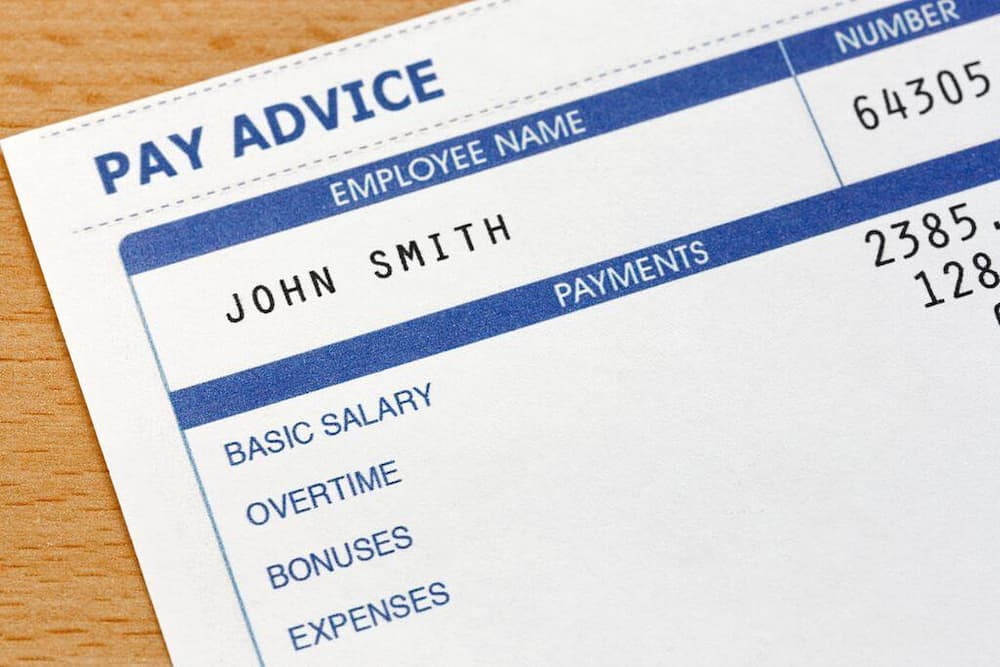 PAY ADVICE
EMPLOYEE NAME NUMBER
JOHN SMITH 64305
PAYMENTS
BASIC SALARY 2385.
OVERTIME 128
BONUSES
EXPENSES